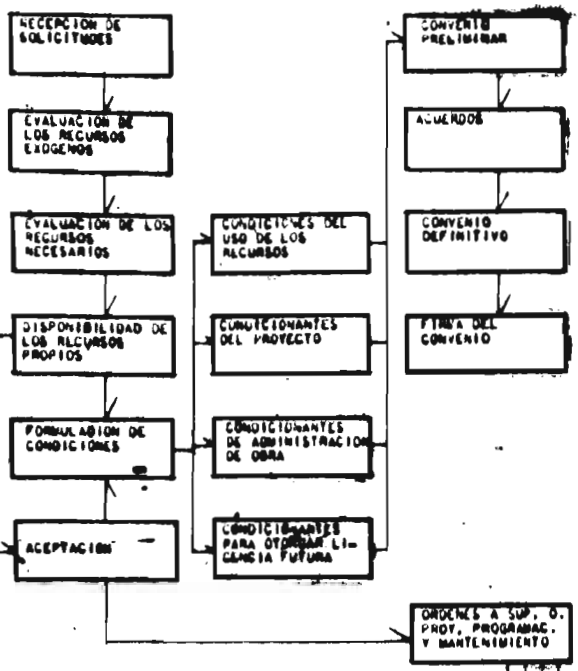 RECEPCION DE
SOLICITUDES
EVALUACION DE
LOS RECURSOS
EXOGENOS
EVALUACION DE LOS
RECURSOS
NECESARIOS
DISPONIBILIDAD DE
LOS RECURSOS
PROPIOS
FORMULACION DE
CONDICIONES
ACEPTACION
CONDICIONES DEL
USO DE LOS
RECURSOS
CONDICIONANTES
DEL PROYECTO
CONDICIONANTES
DE ADMINISTRACION
DE OBRA
CONDICIONANTES
PARA OTORGAR LI-
CENCIA FUTURA
CONVENIO
PRELIMINAR
ACUERDOS
CONVENIO
DEFINITIVO
FIRMA DEL
CONVENIO
ORDENES A SUP. O.
PROY, PROGRAMAC.
Y MANTENIMIENTO